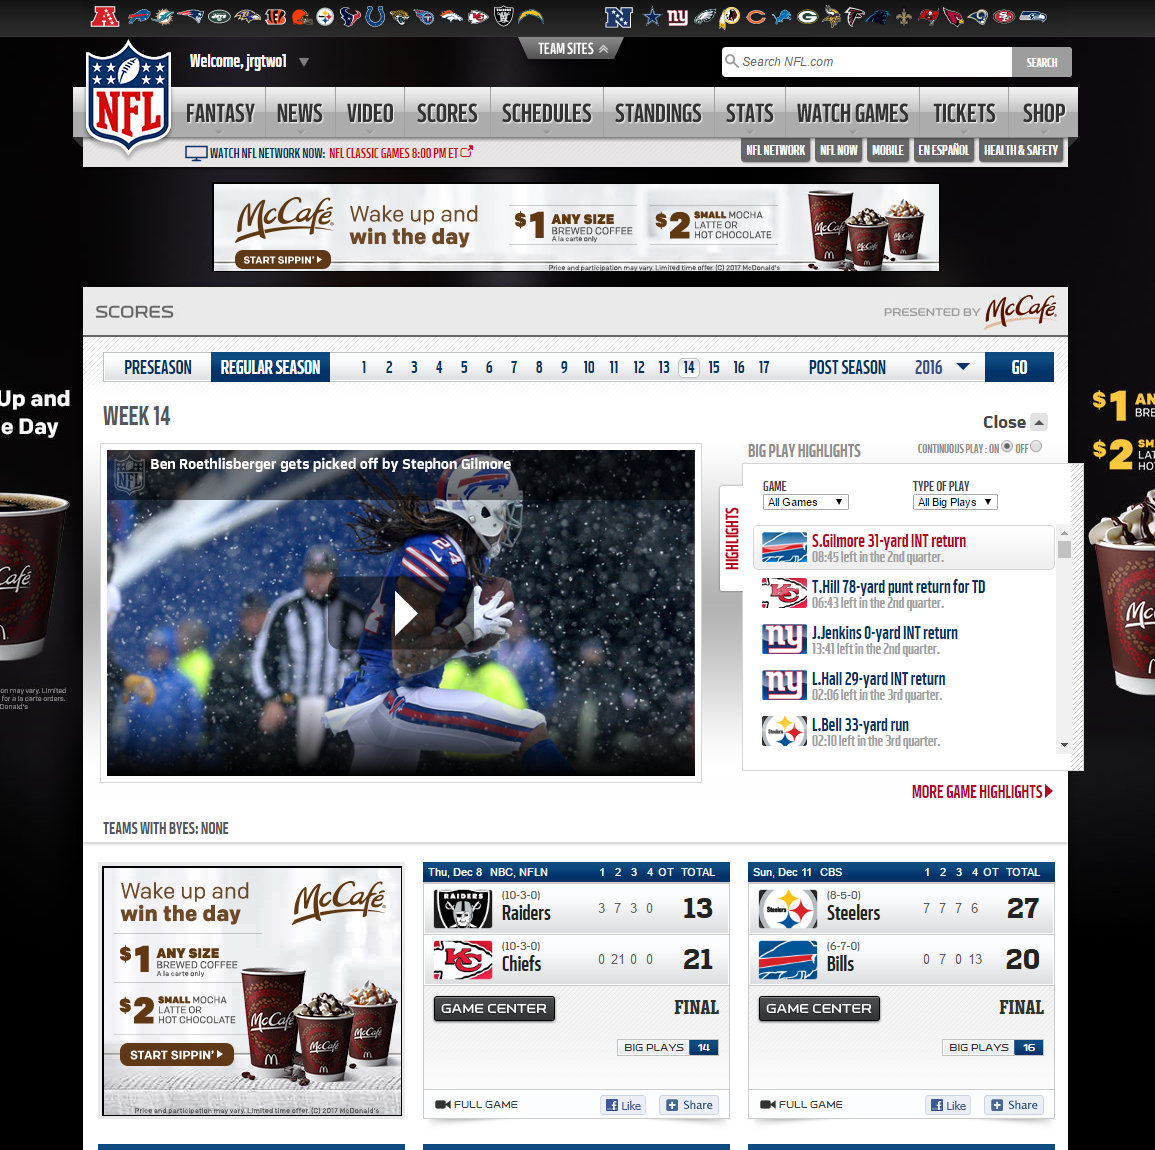 TEAM SITES
Welcome, jrgtwo1
Search NFL.com
SEARCH
NFL
FANTASY
NEWS
VIDEO
SCORES
SCHEDULES
STANDINGS
STATS
WATCH GAMES
TICKETS
SHOP
WATCH NFL NETWORK NOW: NFL CLASSIC GAMES 8:00 PM ET
NFL NETWORK
NFL NOW
MOBILE
EN ESPAÑOL
HEALTH & SAFETY
McCafé
START SIPPIN'
Wake up and
win the day
$1 ANY SIZE
BREWED COFFEE
A la carte only
$2 SMALL MOCHA
LATTE OR
HOT CHOCOLATE
Price and participation may vary. Limited time offer. (C) 2017 McDonald's
SCORES
PRESENTED BY McCafé
PRESEASON
REGULAR SEASON
1 2 3 4 5 6 7 8 9 10 11 12 13 14 15 16 17
POST SEASON
2016
GO
Up and
e Day
$1 AN
BRE
$2 SM
LAT
HO
WEEK 14
Close
Ben Roethlisberger gets picked off by Stephon Gilmore
BIG PLAY HIGHLIGHTS
CONTINUOUS PLAY : ON OFF
HIGHLIGHTS
GAME
All Games
TYPE OF PLAY
All Big Plays
S.Gilmore 31-yard INT return
08:45 left in the 2nd quarter.
T.Hill 78-yard punt return for TD
06:43 left in the 2nd quarter.
J.Jenkins 0-yard INT return
13:41 left in the 2nd quarter.
L.Hall 29-yard INT return
02:06 left in the 3rd quarter.
L.Bell 33-yard run
02:10 left in the 3rd quarter.
MORE GAME HIGHLIGHTS
on may vary. Limited
for a la carte orders.
Donald's
TEAMS WITH BYES: NONE
Wake up and
win the day
McCafé
$1 ANY SIZE
BREWED COFFEE
A la carte only
$2 SMALL MOCHA
LATTE OR
HOT CHOCOLATE
START SIPPIN'
Price and participation may vary. Limited time offer. (C) 2017 McDonald's
Thu, Dec 8 NBC, NFLN 1 2 3 4 OT TOTAL
(10-3-0)
Raiders 3 7 3 0 13
(10-3-0)
Chiefs 0 21 0 0 21
GAME CENTER
FINAL
BIG PLAYS 14
FULL GAME
Like
Share
Sun, Dec 11 CBS 1 2 3 4 OT TOTAL
(8-5-0)
Steelers 7 7 7 6 27
(6-7-0)
Bills 0 7 0 13 20
GAME CENTER
FINAL
BIG PLAYS 16
FULL GAME
Like
Share